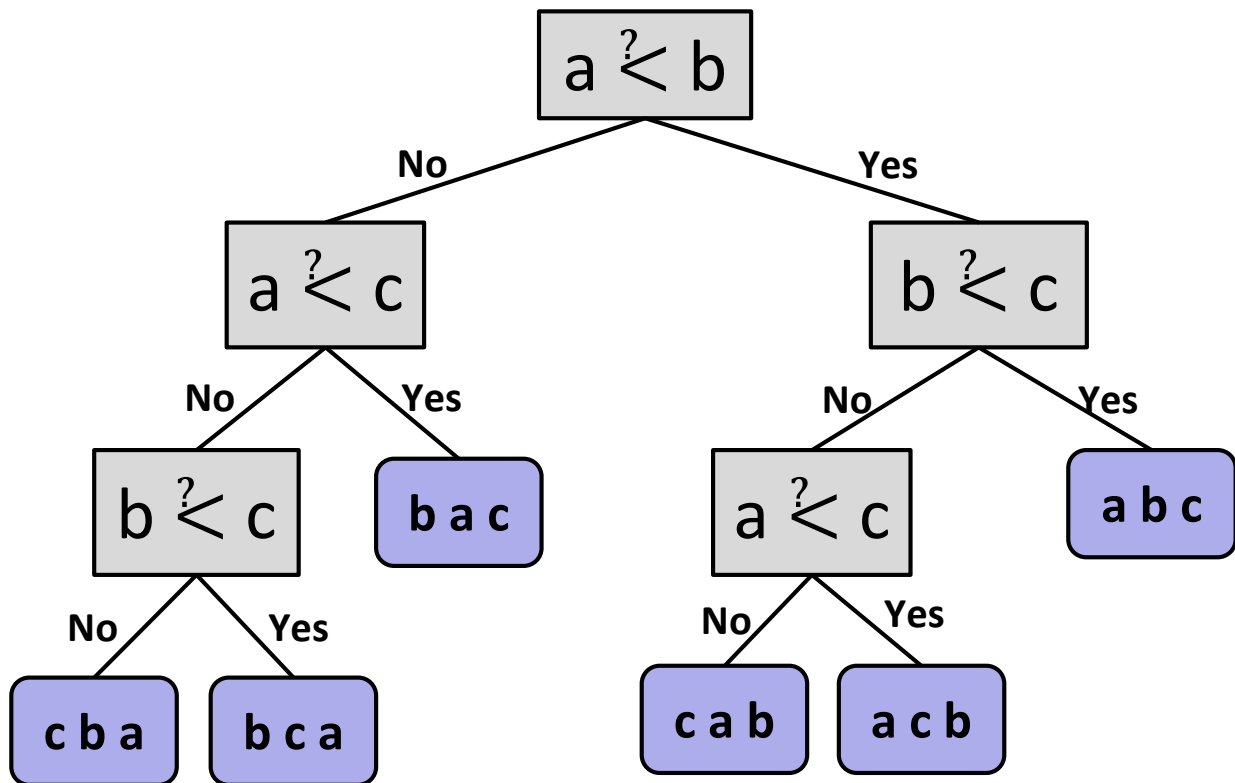 a <? b
No
Yes
a <? c
b <? c
No
Yes
No
Yes
b <? c
b a c
a <? c
a b c
No
Yes
No
Yes
c b a
b c a
c a b
a c b